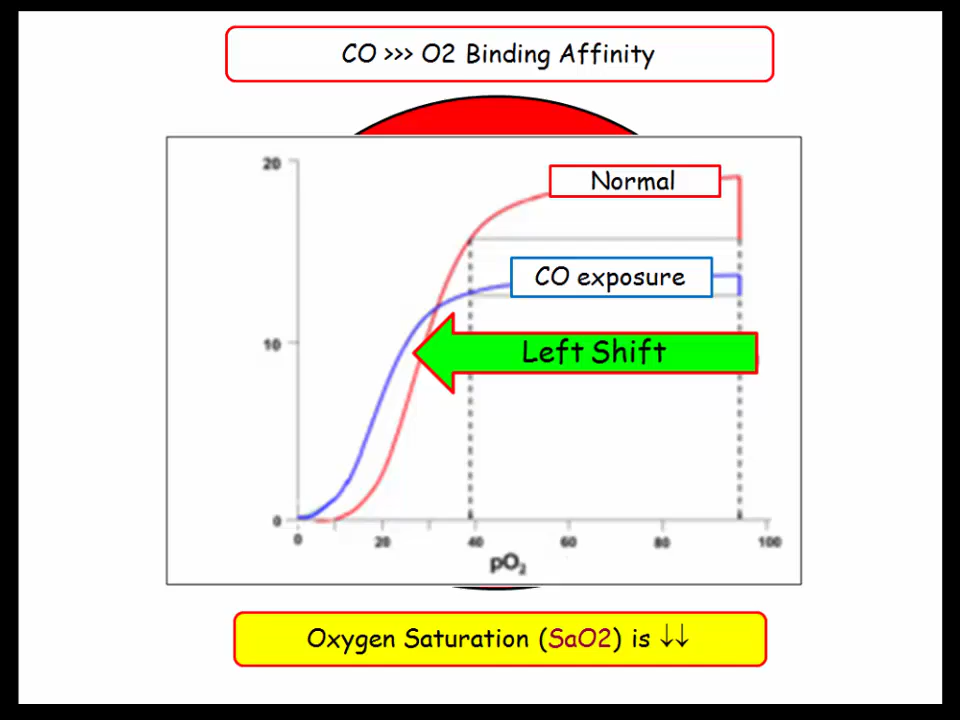 CO >>> O2 Binding Affinity
20
Normal
CO exposure
Left Shift
10
0
0 20 40 60 80 100
pO₂
Oxygen Saturation (SaO2) is ↓↓